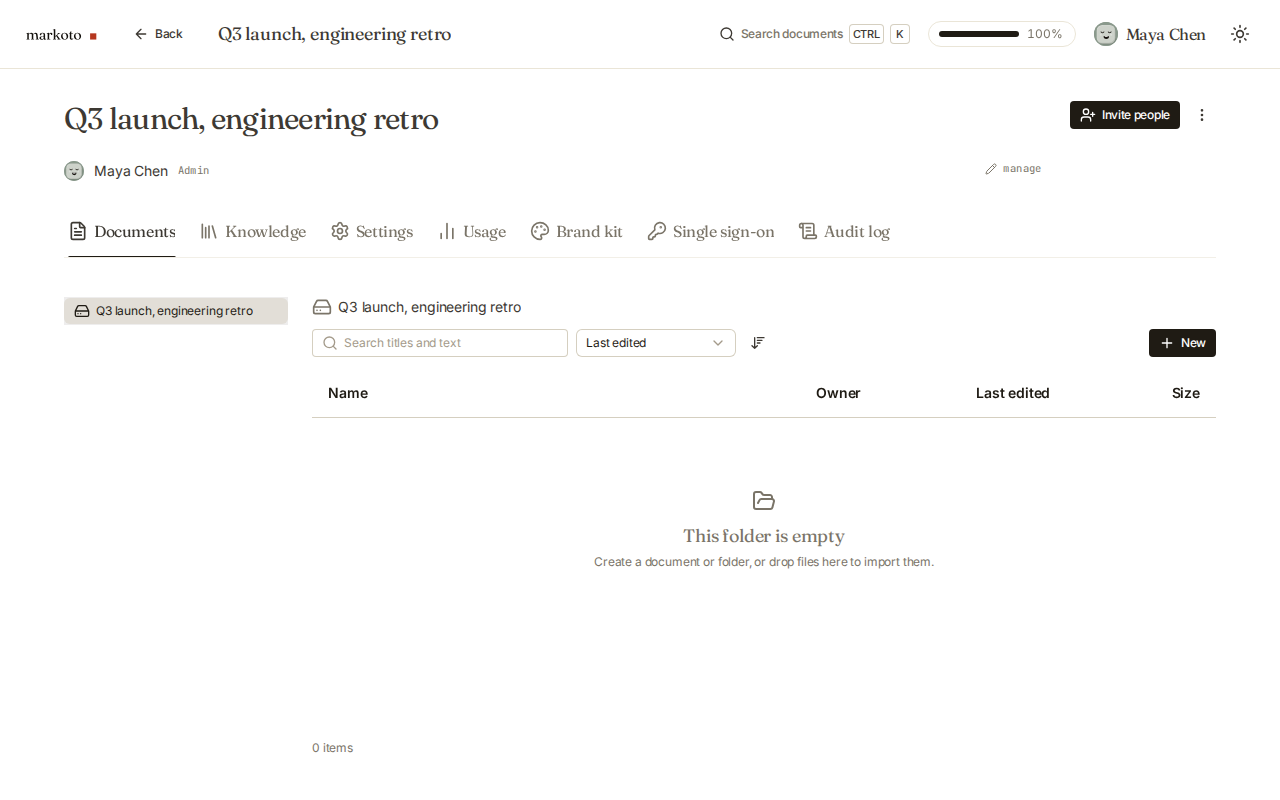 markoto
Back
Q3 launch, engineering retro
Search documents CTRL K
100%
Maya Chen
Q3 launch, engineering retro
Invite people
Maya Chen Admin
manage
Documents Knowledge Settings Usage Brand kit Single sign-on Audit log
Q3 launch, engineering retro
Q3 launch, engineering retro
Search titles and text
Last edited
New
Name Owner Last edited Size
This folder is empty
Create a document or folder, or drop files here to import them.
0 items